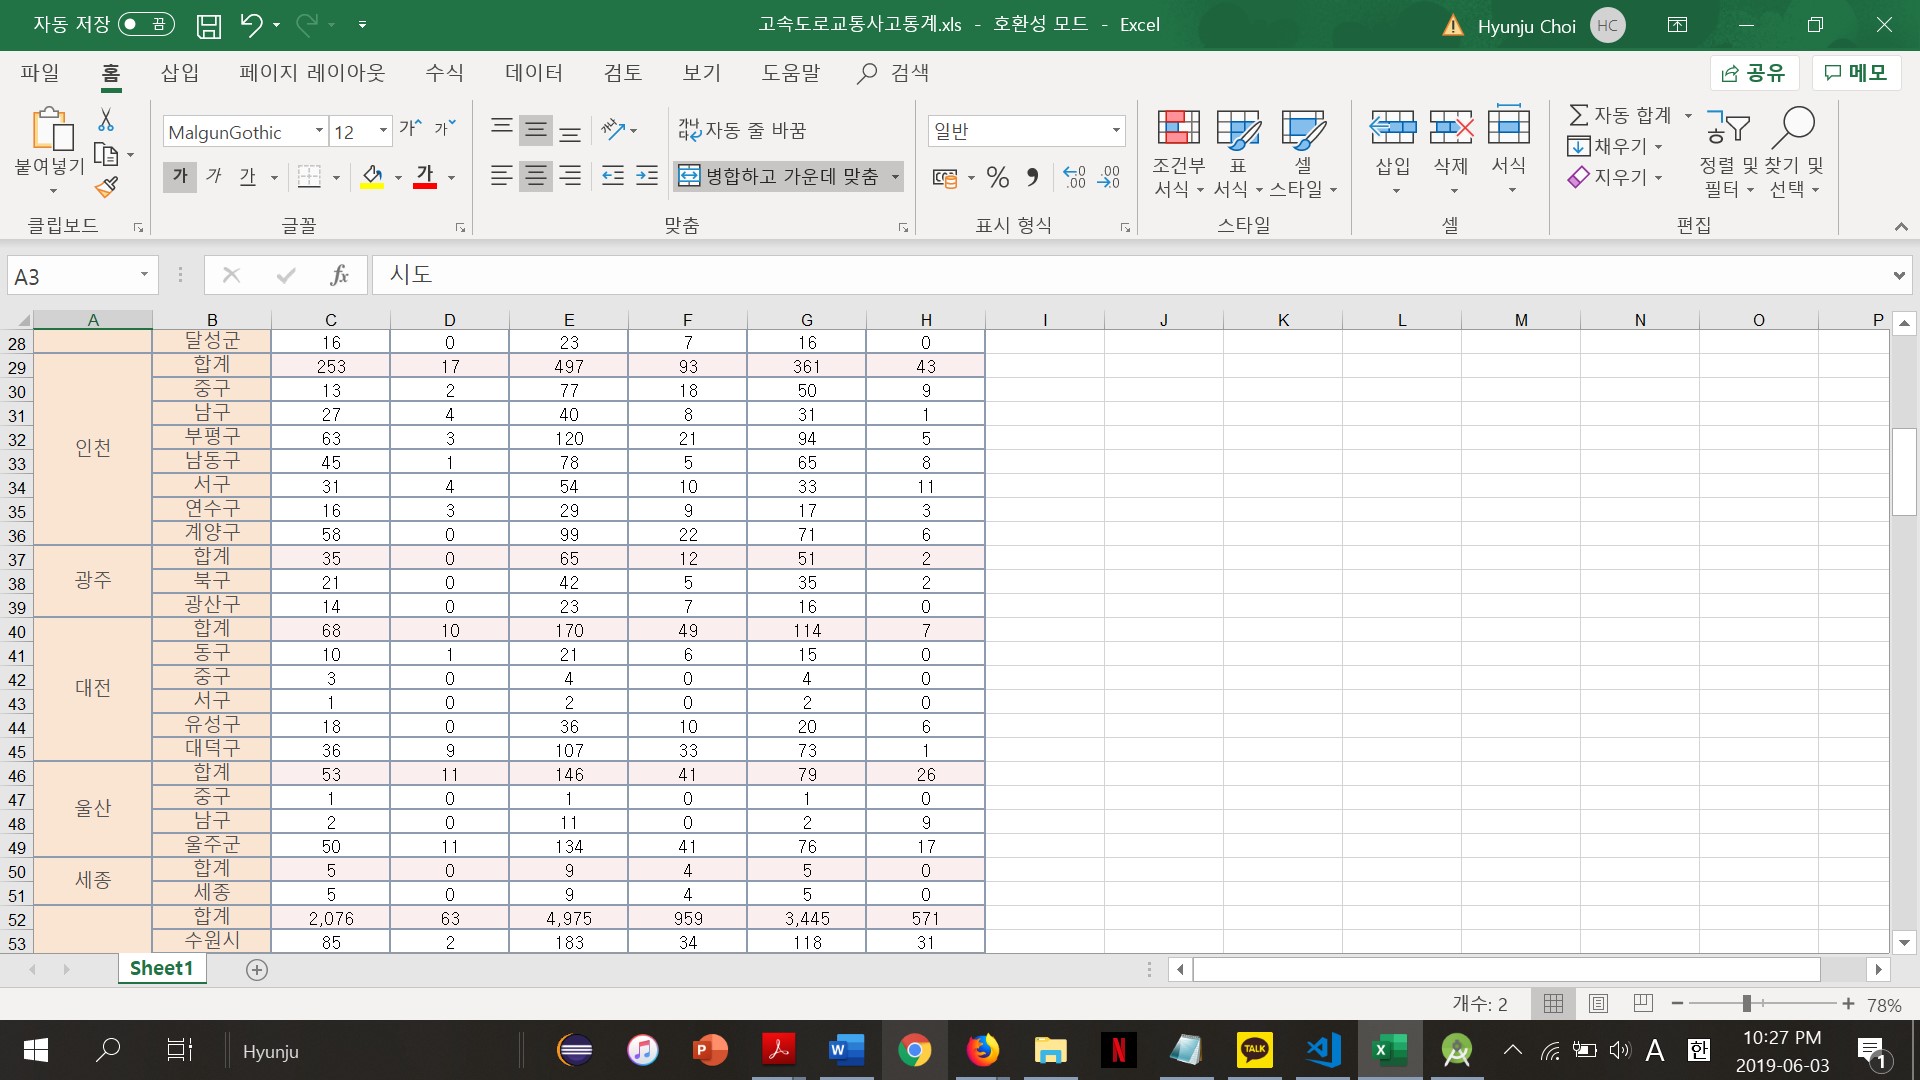 자동 저장 끔 고속도로교통사고통계.xls - 호환성 모드 - Excel Hyunju Choi HC
파일 홈 삽입 페이지 레이아웃 수식 데이터 검토 보기 도움말 검색 공유 메모
붙여넣기
MalgunGothic 12 가 가
가 가 가 가
자동 줄 바꿈
병합하고 가운데 맞춤
일반
% .00 .00
조건부 서식
표 서식
셀 스타일
삽입 삭제 서식
자동 합계
채우기
지우기
정렬 및 필터
찾기 및 선택
클립보드 글꼴 맞춤 표시 형식 스타일 셀 편집
A3 fx 시도
A B C D E F G H I J K L M N O P
28 달성군 16 0 23 7 16 0
29 합계 253 17 497 93 361 43
30 중구 13 2 77 18 50 9
31 남구 27 4 40 8 31 1
32 부평구 63 3 120 21 94 5
인천
33 남동구 45 1 78 5 65 8
34 서구 31 4 54 10 33 11
35 연수구 16 3 29 9 17 3
36 계양구 58 0 99 22 71 6
37 합계 35 0 65 12 51 2
38 광주 북구 21 0 42 5 35 2
39 광산구 14 0 23 7 16 0
40 합계 68 10 170 49 114 7
41 동구 10 1 21 6 15 0
42 중구 3 0 4 0 4 0
대전
43 서구 1 0 2 0 2 0
44 유성구 18 0 36 10 20 6
45 대덕구 36 9 107 33 73 1
46 합계 53 11 146 41 79 26
47 중구 1 0 1 0 1 0
울산
48 남구 2 0 11 0 2 9
49 울주군 50 11 134 41 76 17
50 합계 5 0 9 4 5 0
세종
51 세종 5 0 9 4 5 0
52 합계 2,076 63 4,975 959 3,445 571
53 수원시 85 2 183 34 118 31
Sheet1
개수: 2 78%
Hyunju P W N TALK X A 한 10:27 PM
2019-06-03 1